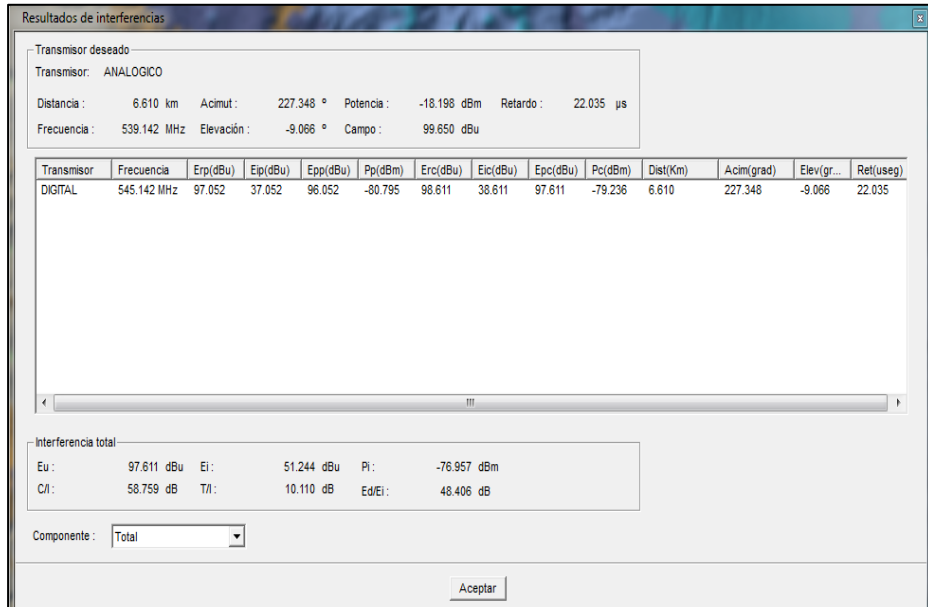 Resultados de interferencias
Transmisor deseado
Transmisor: ANALOGICO
Distancia : 6.610 km Acimut : 227.348 º Potencia : -18.198 dBm Retardo : 22.035 µs
Frecuencia : 539.142 MHz Elevación : -9.066 º Campo : 99.650 dBu
Transmisor Frecuencia Erp(dBu) Eip(dBu) Epp(dBu) Pp(dBm) Erc(dBu) Eic(dBu) Epc(dBu) Pc(dBm) Dist(Km) Acim(grad) Elev(gr... Ret(useg)
DIGITAL 545.142 MHz 97.052 37.052 96.052 -80.795 98.611 38.611 97.611 -79.236 6.610 227.348 -9.066 22.035
Interferencia total
Eu : 97.611 dBu Ei : 51.244 dBu Pi : -76.957 dBm
C/I : 58.759 dB T/I : 10.110 dB Ed/Ei : 48.406 dB
Componente : Total
Aceptar